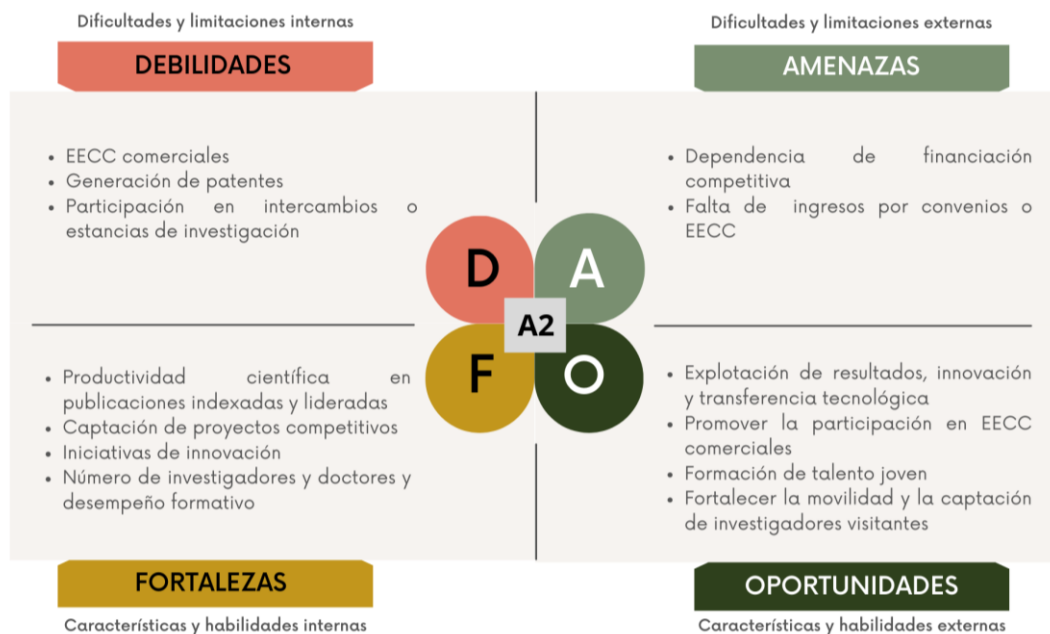 Dificultades y limitaciones internas
DEBILIDADES
EECC comerciales
Generación de patentes
Participación en intercambios o
estancias de investigación
Dificultades y limitaciones externas
AMENAZAS
Dependencia de financiación
competitiva
Falta de ingresos por convenios o
EECC
D
A
A2
F
O
Productividad científica en
publicaciones indexadas y lideradas
Captación de proyectos competitivos
Iniciativas de innovación
Número de investigadores y doctores y
desempeño formativo
FORTALEZAS
Características y habilidades internas
Explotación de resultados, innovación
y transferencia tecnológica
Promover la participación en EECC
comerciales
Formación de talento joven
Fortalecer la movilidad y la captación
de investigadores visitantes
OPORTUNIDADES
Características y habilidades externas